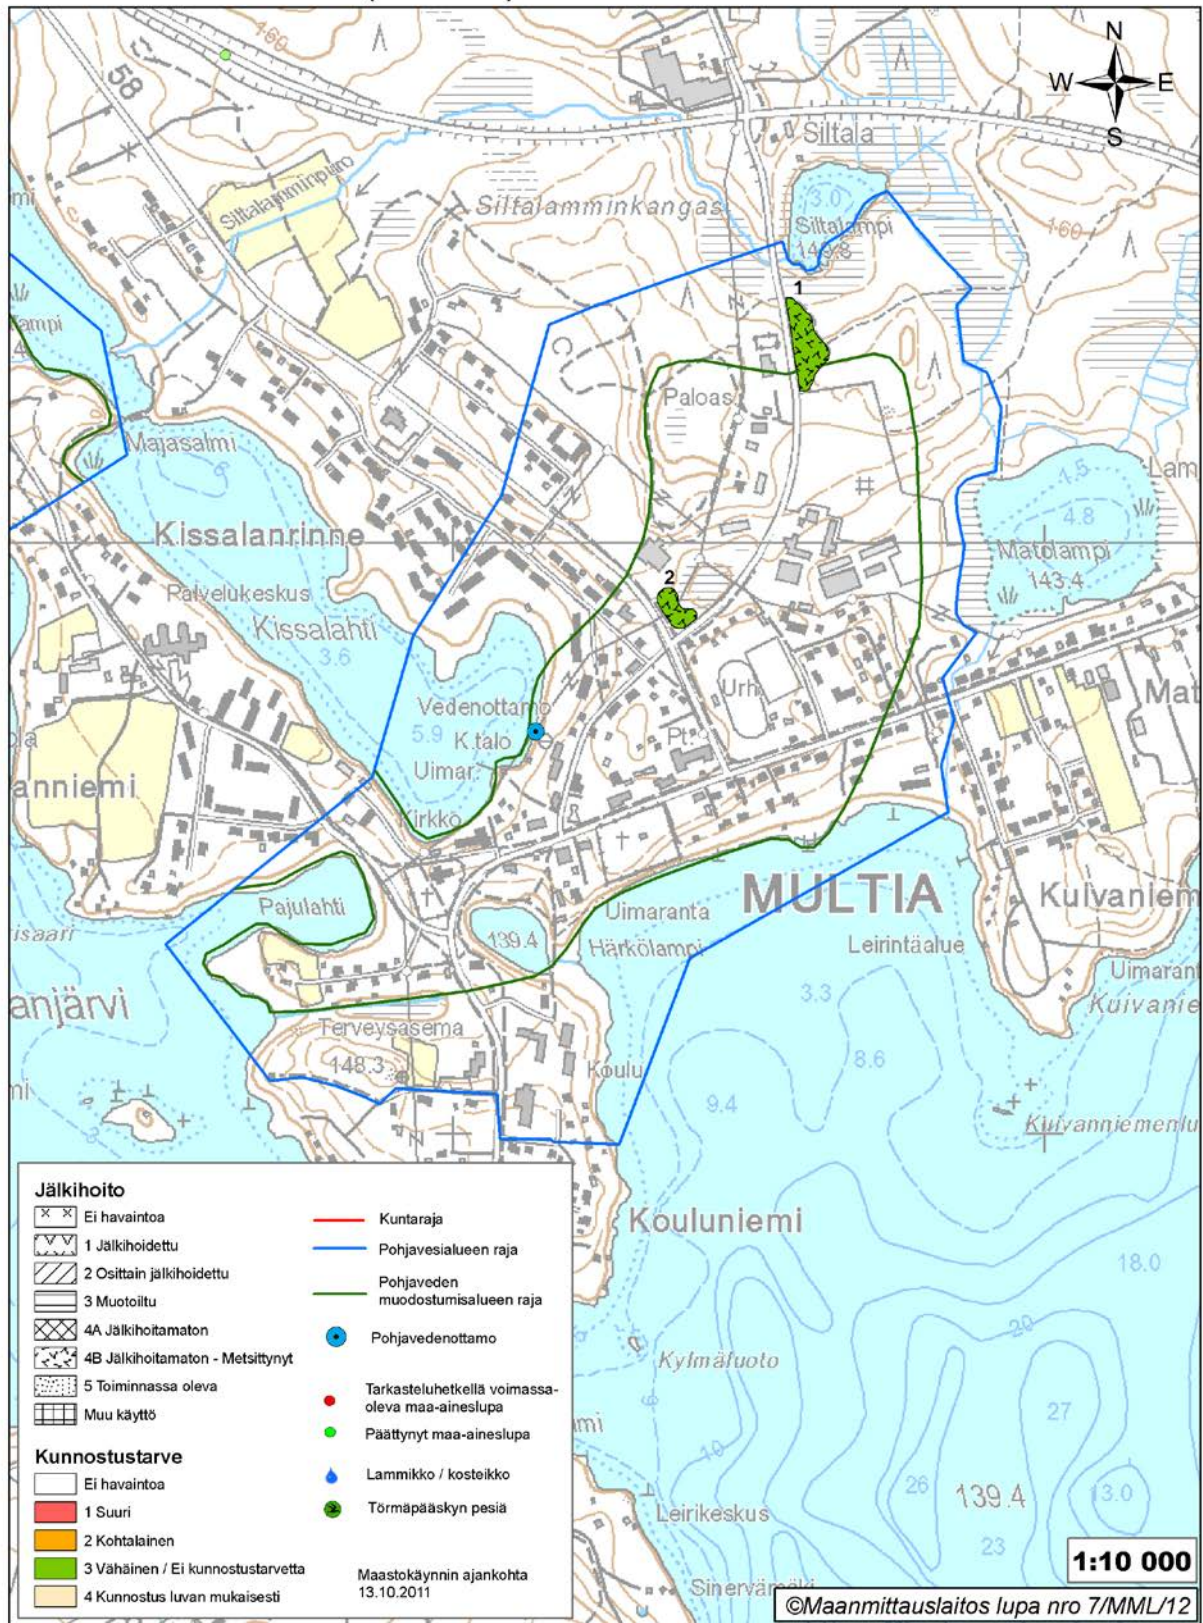 N
W E
S
160
58
Siltala
Siltalamminpuro
Siltalamminkangas
3.0
Siltalampi
149.8
160
1
Paloas
Majasalmi
6
Kissalanrinne
Palvelukeskus
Kissalahti
3.6
2
Lam
1.5
4.8
Matolampi
143.4
Vedenottamo
5.9
K.talo
Uimar.
Urh.
Pt.
Kirkko
anniemi
Pajulahti
isaari
139.4
Uimaranta
Härkölampi
MULTIA
Leirintäalue
Kuivaniem
Uimarant
Kuivanie
anjärvi
Terveysasema
148.3
Koulu
3.3
8.6
9.4
Kuivanniemenlu
Kouluniemi
18.0
20
Kylmäluoto
6
10
27
26
139.4
13.0
23
Leirikeskus
Sinervämäki
Jälkihoito
Ei havaintoa
1 Jälkihoidettu
2 Osittain jälkihoidettu
3 Muotoiltu
4A Jälkihoitamaton
4B Jälkihoitamaton - Metsittynyt
5 Toiminnassa oleva
Muu käyttö
Kunnostustarve
Ei havaintoa
1 Suuri
2 Kohtalainen
3 Vähäinen / Ei kunnostustarvetta
4 Kunnostus luvan mukaisesti
Kuntaraja
Pohjavesialueen raja
Pohjaveden
muodostumisalueen raja
Pohjavedenottamo
Tarkasteluhetkellä voimassa-
oleva maa-aineslupa
Päättynyt maa-aineslupa
Lammikko / kosteikko
Törmäpääskyn pesiä
Maastokäynnin ajankohta
13.10.2011
1:10 000
©Maanmittauslaitos lupa nro 7/MML/12